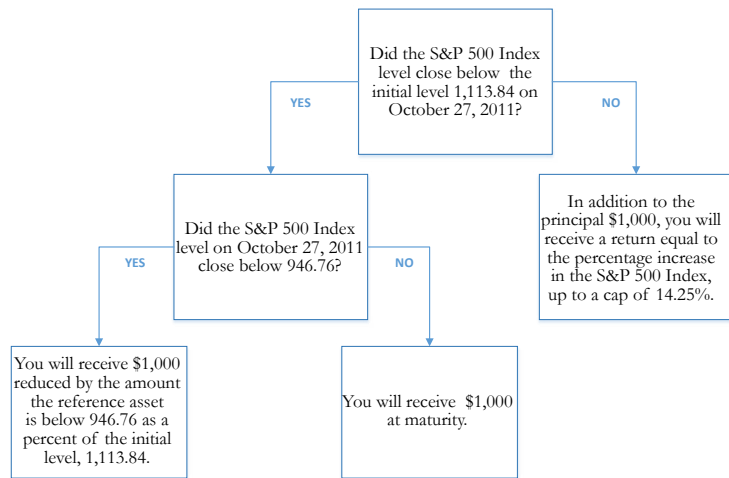 Did the S&P 500 Index
level close below the
initial level 1,113.84 on
October 27, 2011?
YES
NO
Did the S&P 500 Index
level on October 27, 2011
close below 946.76?
In addition to the
principal $1,000, you will
receive a return equal to
the percentage increase
in the S&P 500 Index,
up to a cap of 14.25%.
YES
NO
You will receive $1,000
reduced by the amount
the reference asset
is below 946.76 as a
percent of the initial
level, 1,113.84.
You will receive $1,000
at maturity.